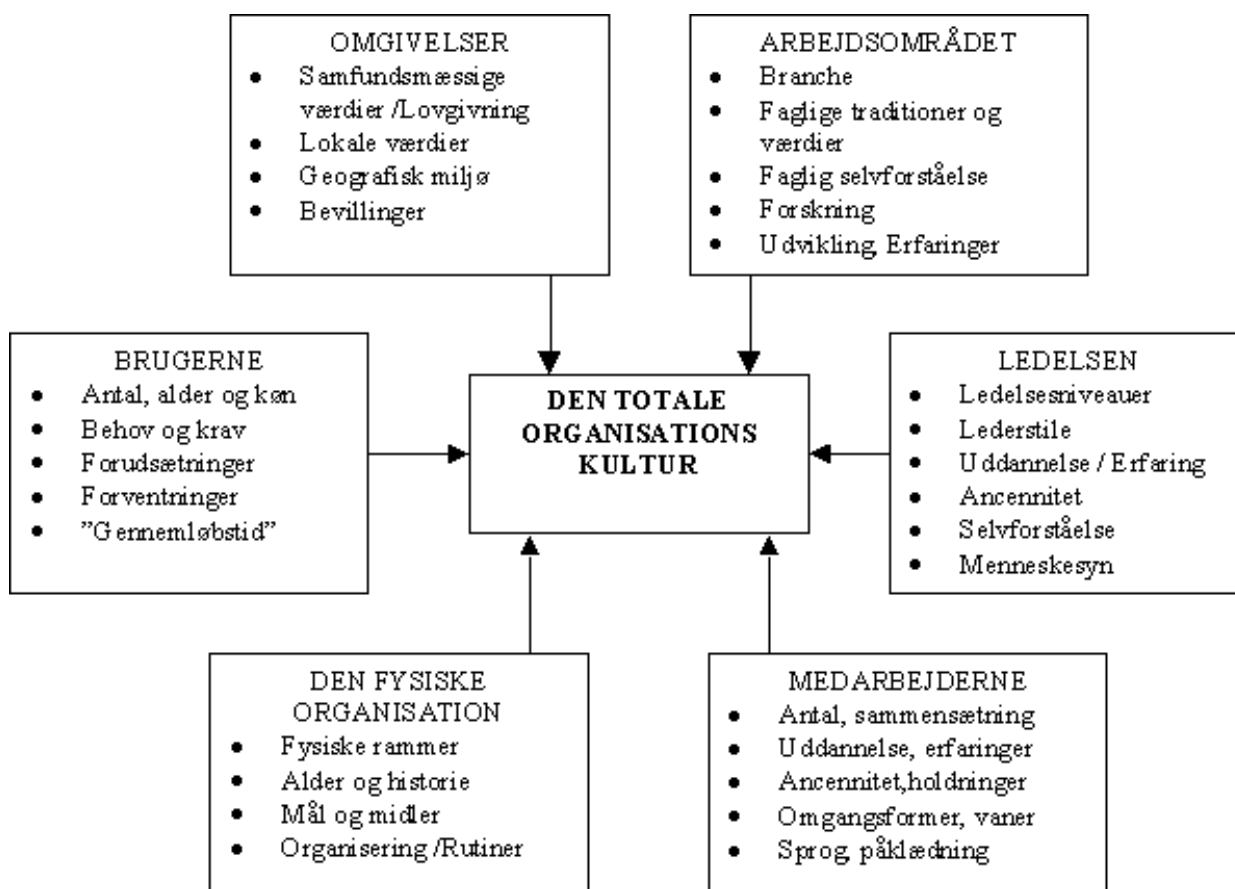 OMGIVELSER
• Samfundsmæssige
værdier /Lovgivning
• Lokale værdier
• Geografisk miljø
• Bevillinger
ARBEJDSOMRÅDET
• Branche
• Faglige traditioner og
værdier
• Faglig selvforståelse
• Forskning
• Udvikling, Erfaringer
BRUGERNE
• Antal, alder og køn
• Behov og krav
• Forudsætninger
• Forventninger
• ”Gennemløbstid”
DEN TOTALE
ORGANISATIONS
KULTUR
LEDELSEN
• Ledelsesniveauer
• Lederstile
• Uddannelse / Erfaring
• Ancennitet
• Selvforståelse
• Menneskesyn
DEN FYSISKE
ORGANISATION
• Fysiske rammer
• Alder og historie
• Mål og midler
• Organisering /Rutiner
MEDARBEJDERNE
• Antal, sammensætning
• Uddannelse, erfaringer
• Ancennitet,holdninger
• Omgangsformer, vaner
• Sprog, påklædning